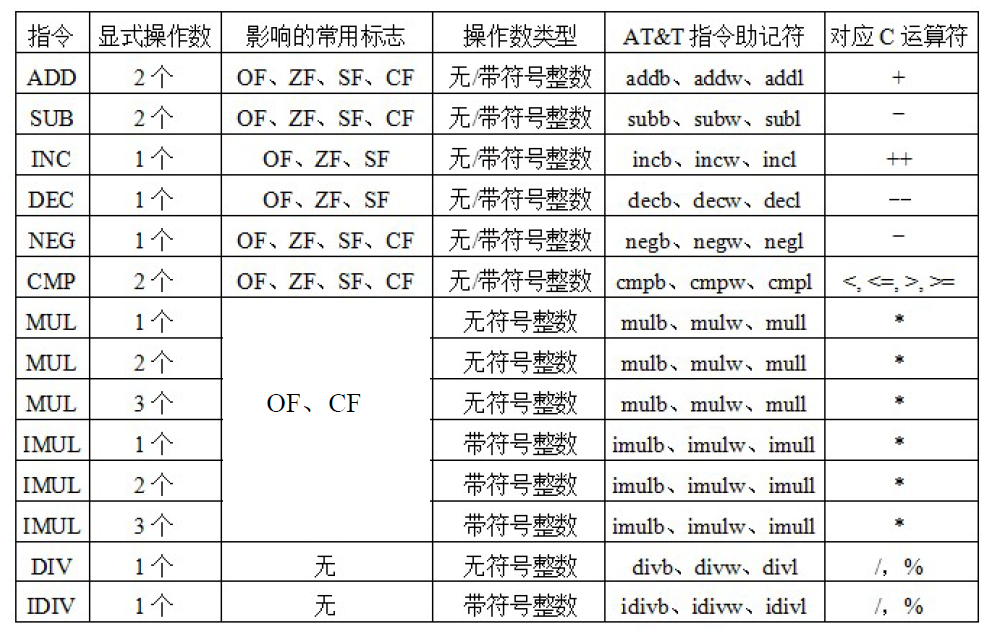 指令 显式操作数 影响的常用标志 操作数类型 AT&T 指令助记符 对应 C 运算符
ADD 2 个 OF、ZF、SF、CF 无/带符号整数 addb、addw、addl +
SUB 2 个 OF、ZF、SF、CF 无/带符号整数 subb、subw、subl −
INC 1 个 OF、ZF、SF 无/带符号整数 incb、incw、incl ++
DEC 1 个 OF、ZF、SF 无/带符号整数 decb、decw、decl −−
NEG 1 个 OF、ZF、SF、CF 无/带符号整数 negb、negw、negl −
CMP 2 个 OF、ZF、SF、CF 无/带符号整数 cmpb、cmpw、cmpl <, <=, >, >=
MUL 1 个 无符号整数 mulb、mulw、mull *
MUL 2 个 无符号整数 mulb、mulw、mull *
MUL 3 个 OF、CF 无符号整数 mulb、mulw、mull *
IMUL 1 个 带符号整数 imulb、imulw、imull *
IMUL 2 个 带符号整数 imulb、imulw、imull *
IMUL 3 个 带符号整数 imulb、imulw、imull *
DIV 1 个 无 无符号整数 divb、divw、divl /，%
IDIV 1 个 无 带符号整数 idivb、idivw、idivl /，%